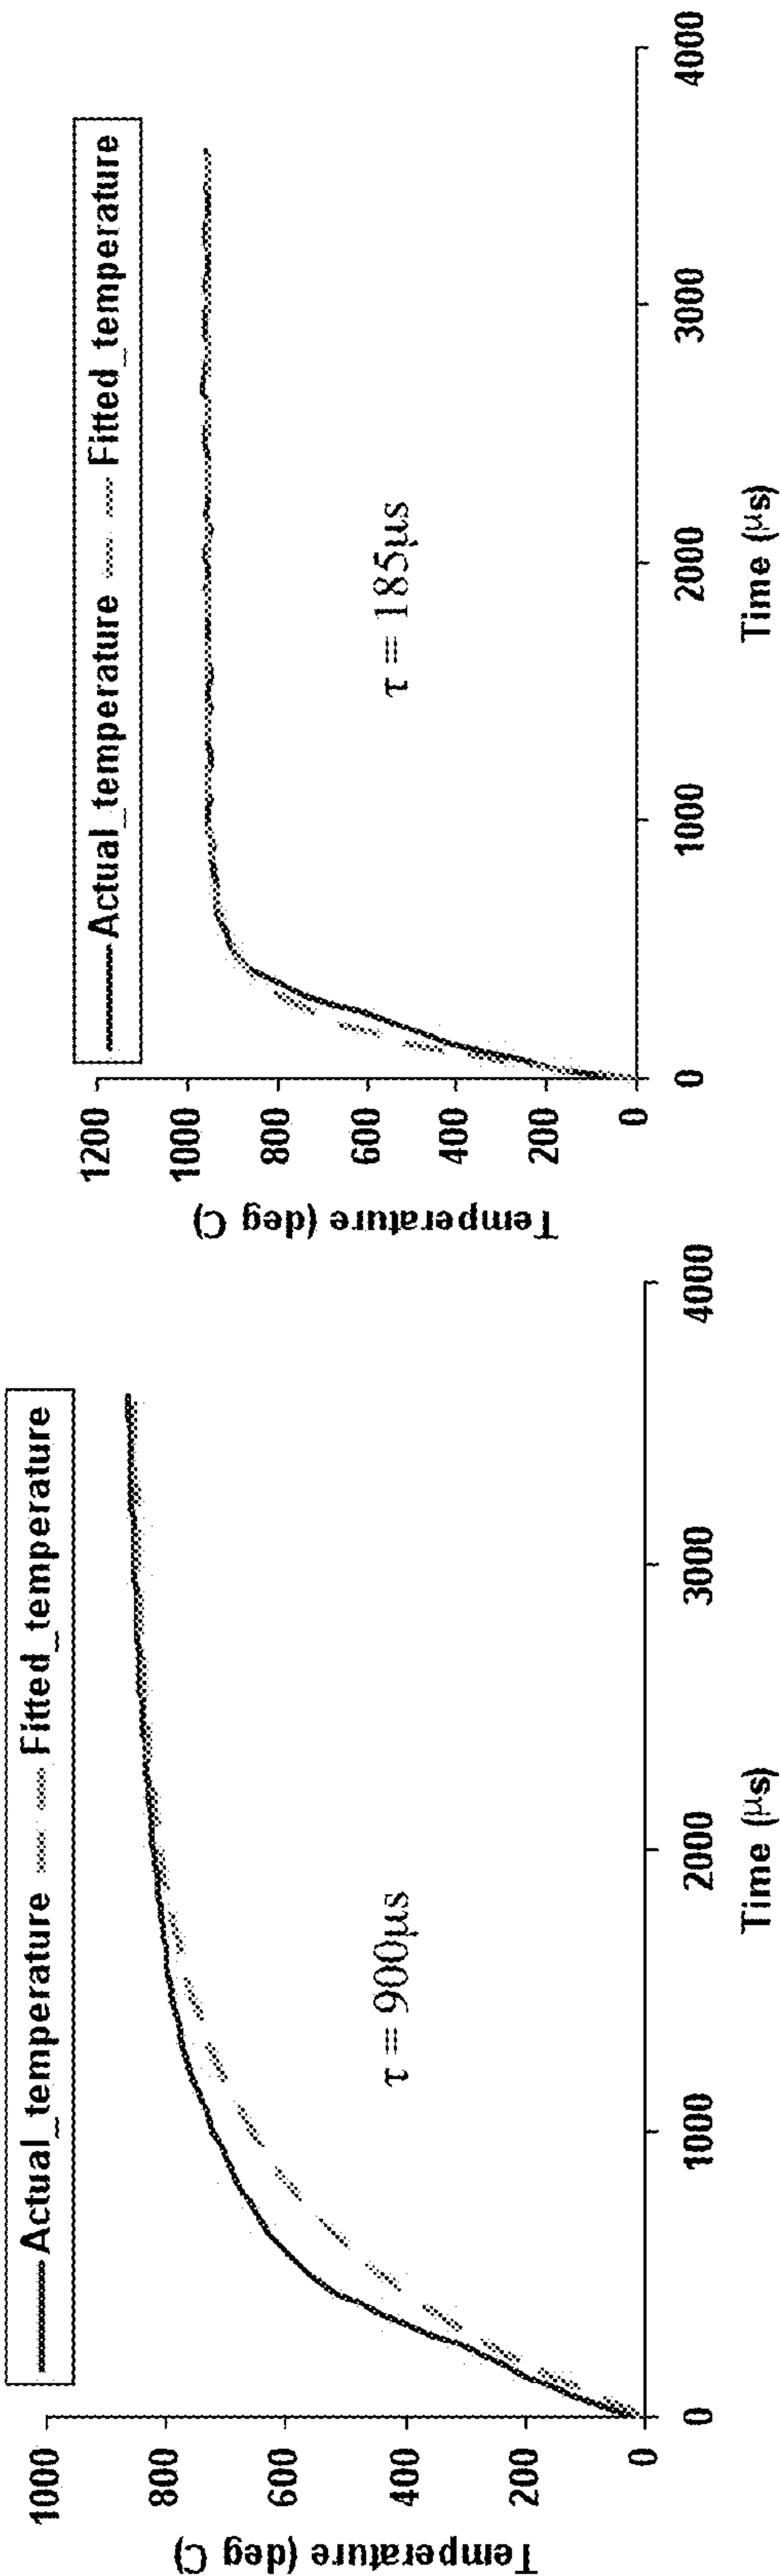 Actual_temperature Fitted_temperature
1000
800
600
400
200
0
Temperature (deg C)
τ = 900μs
0
1000
2000
3000
4000
Time (μs)
Actual_temperature Fitted_temperature
1200
1000
800
600
400
200
0
Temperature (deg C)
τ = 185μs
0
1000
2000
3000
4000
Time (μs)